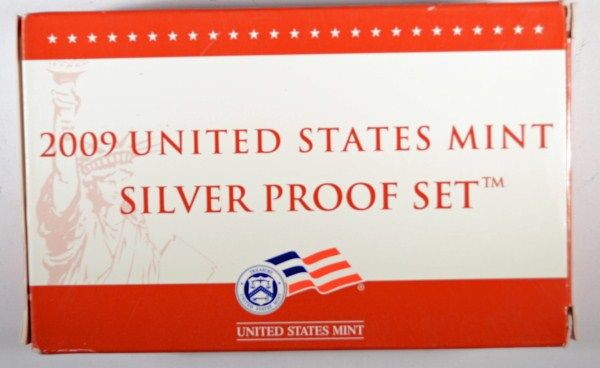 2009 UNITED STATES MINT
SILVER PROOF SET™
UNITED STATES MINT